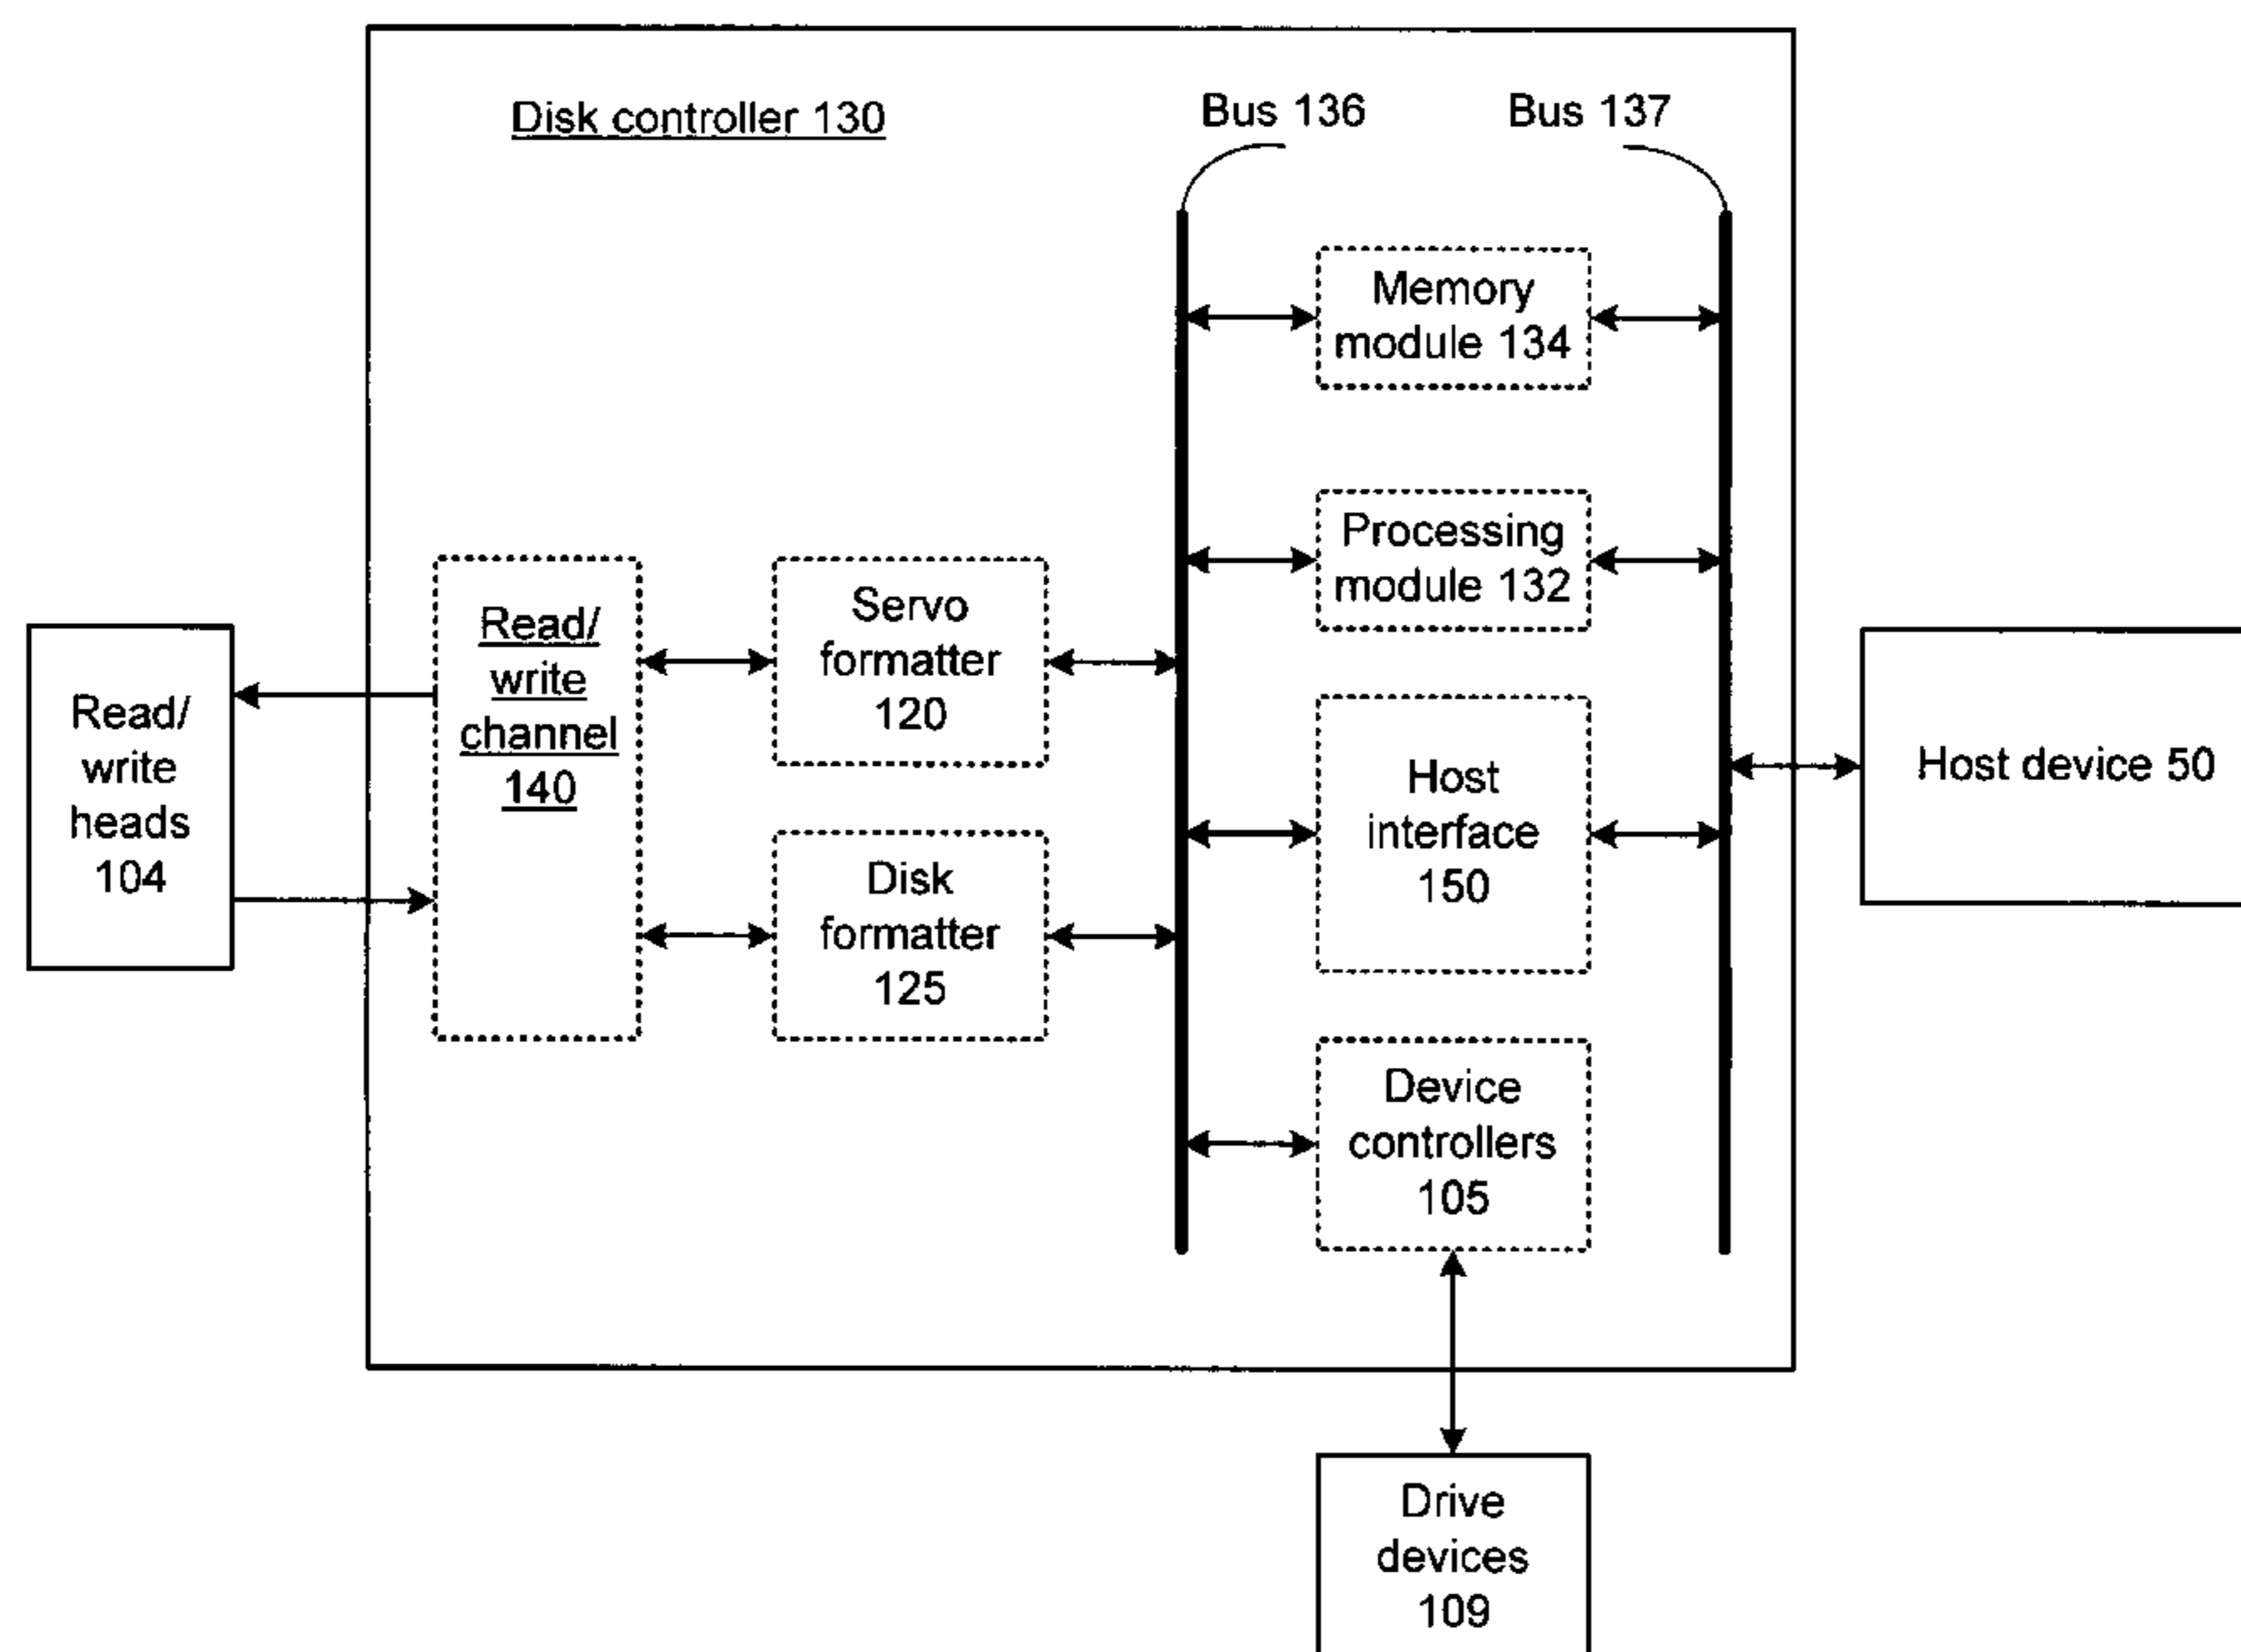 Disk controller 130
Bus 136
Bus 137
Memory
module 134
Processing
module 132
Read/
write
channel
140
Servo
formatter
120
Read/
write
heads
104
Host
interface
150
Host device 50
Disk
formatter
125
Device
controllers
105
Drive
devices
109